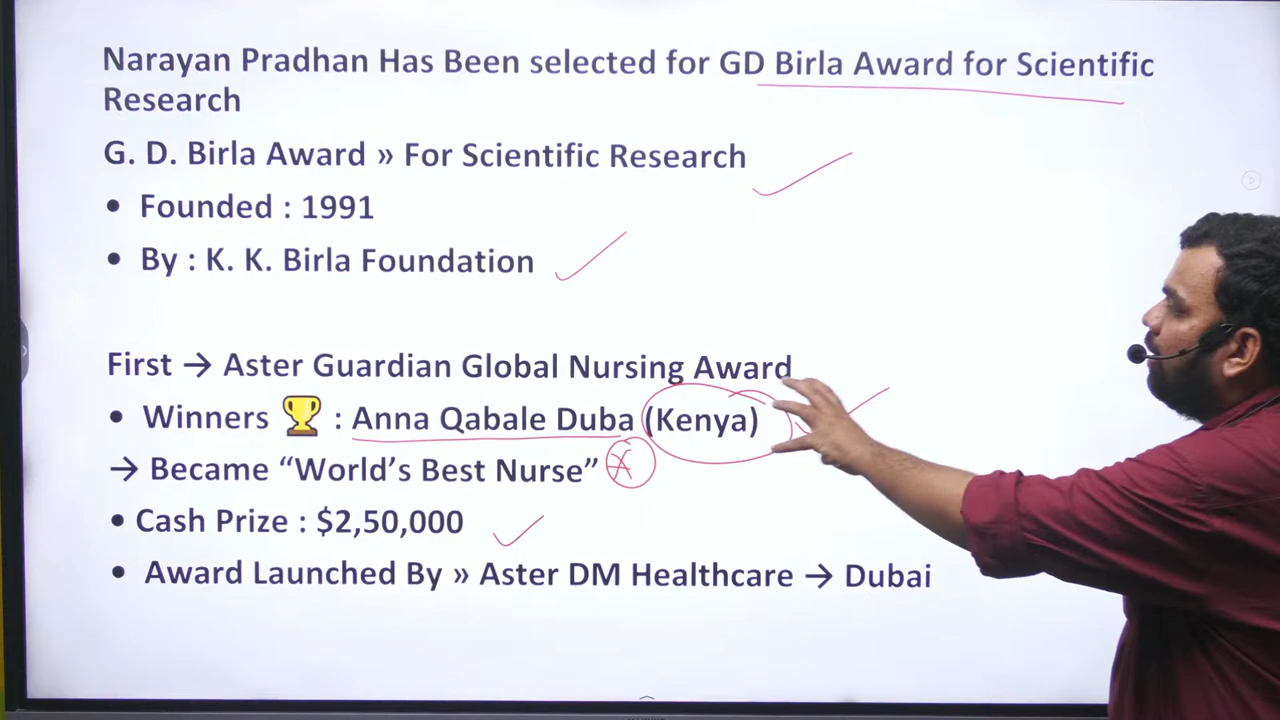 Narayan Pradhan Has Been selected for GD Birla Award for Scientific
Research
G. D. Birla Award » For Scientific Research
• Founded : 1991
• By : K. K. Birla Foundation
First → Aster Guardian Global Nursing Award
• Winners 🏆 : Anna Qabale Duba (Kenya)
→ Became “World’s Best Nurse”
• Cash Prize : $2,50,000
• Award Launched By » Aster DM Healthcare → Dubai